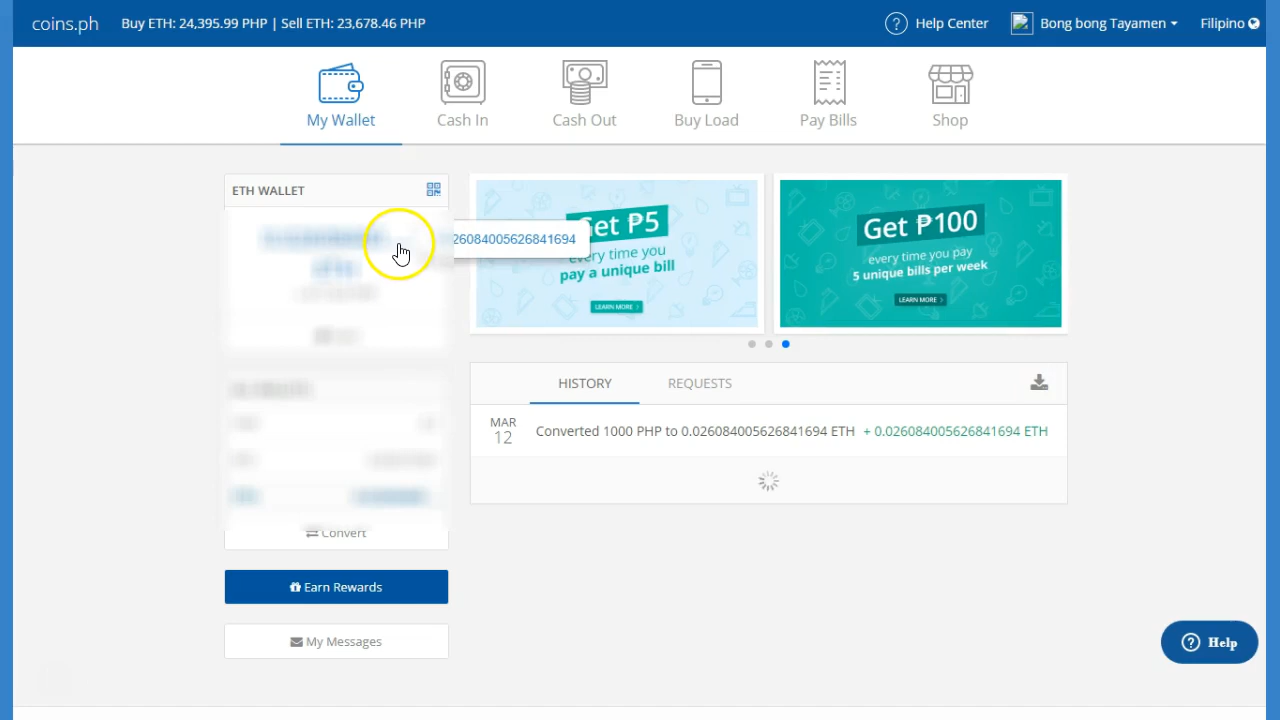 coins.ph
Buy ETH: 24,395.99 PHP | Sell ETH: 23,678.46 PHP
Help Center
Bong bong Tayamen
Filipino
My Wallet
Cash In
Cash Out
Buy Load
Pay Bills
Shop
ETH WALLET
26084005626841694
Get ₱5
every time you
pay a unique bill
LEARN MORE >
Get ₱100
every time you pay
5 unique bills per week
LEARN MORE >
HISTORY
REQUESTS
MAR
12
Converted 1000 PHP to 0.026084005626841694 ETH
+ 0.026084005626841694 ETH
Convert
Earn Rewards
My Messages
Help